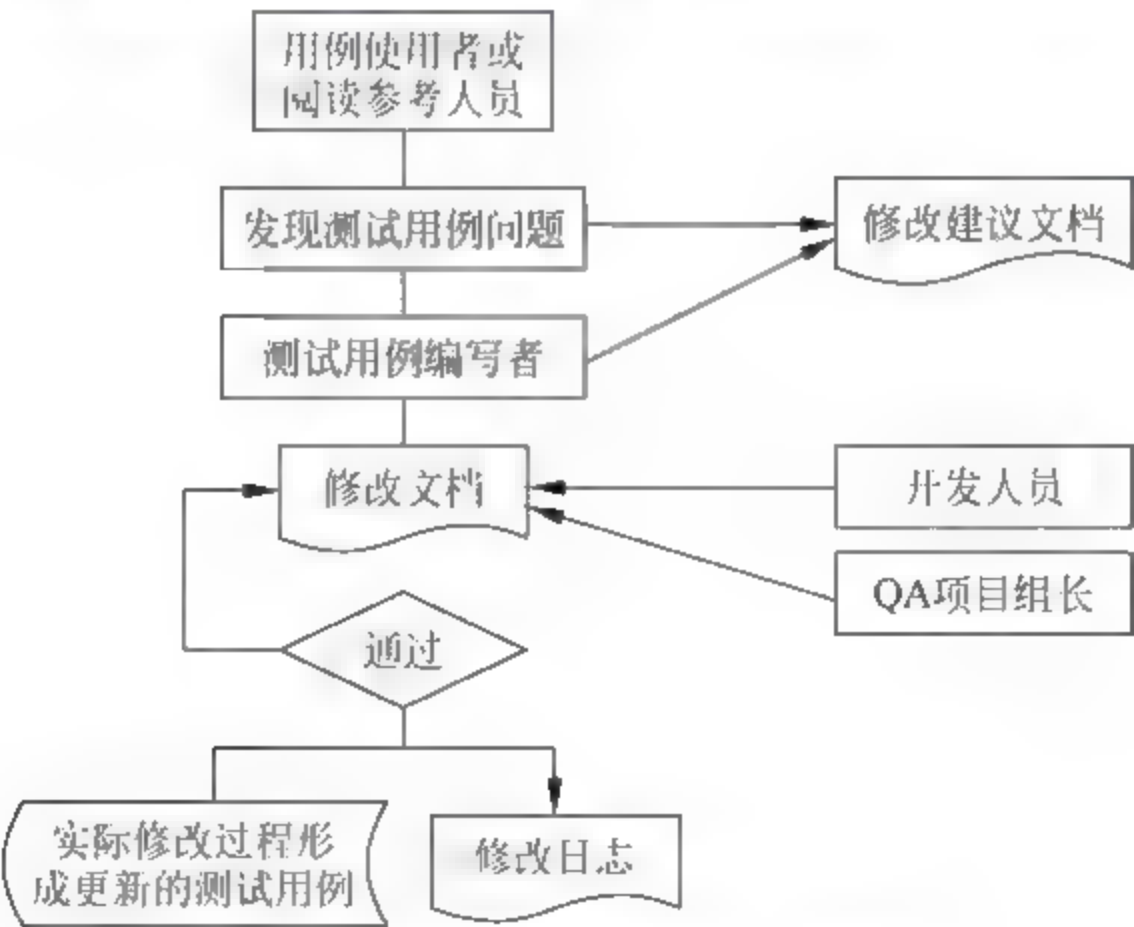 用例使用者或
阅读参考人员
发现测试用例问题
修改建议文档
测试用例编写者
修改文档
开发人员
QA项目组长
通过
实际修改过程形
成更新的测试用例
修改日志